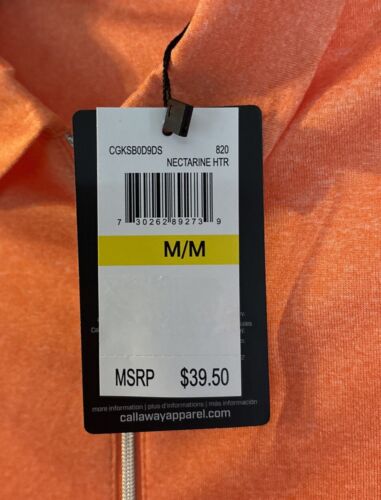 CGKSB0D9DS 820
NECTARINE HTR
7 30262 89273 9
M/M
MSRP $39.50
more information | plus d'informations | más información
callawayapparel.com